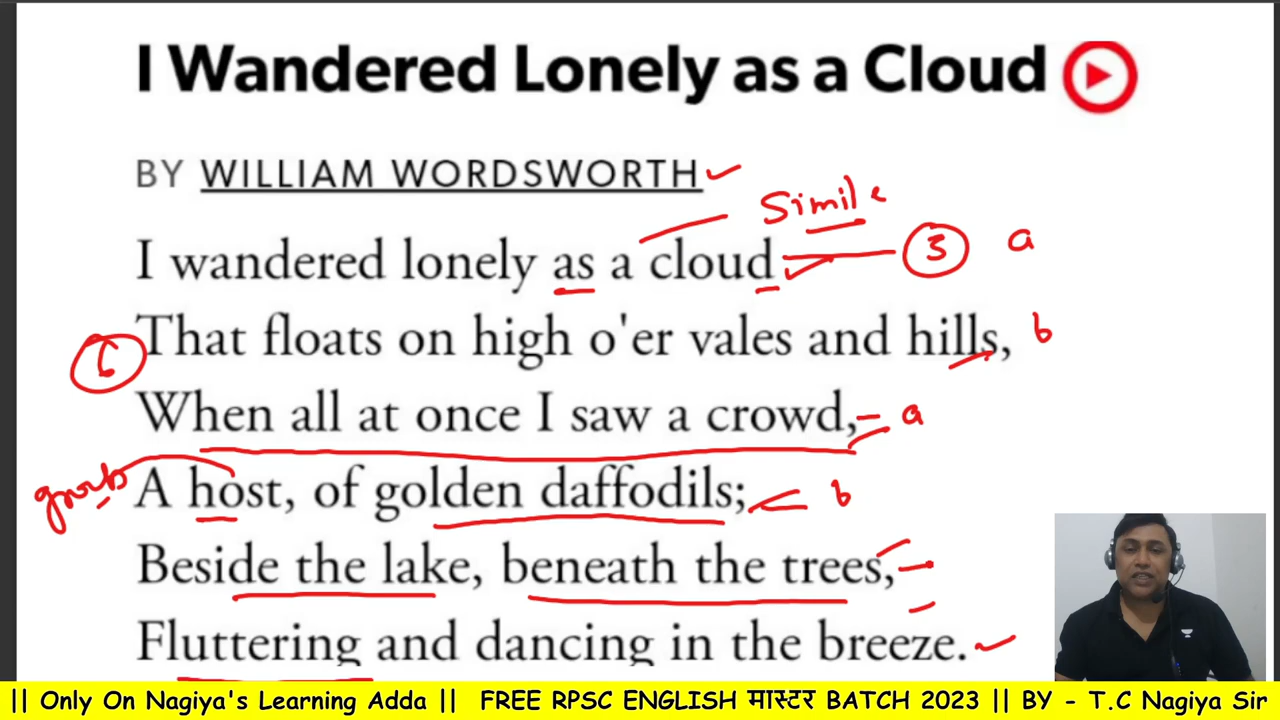 I Wandered Lonely as a Cloud
BY WILLIAM WORDSWORTH
Simile
I wandered lonely as a cloud 5 a
6 That floats on high o'er vales and hills, b
When all at once I saw a crowd, a
A host, of golden daffodils; b
Beside the lake, beneath the trees,
Fluttering and dancing in the breeze.
|| Only On Nagiya's Learning Adda || FREE RPSC ENGLISH मास्टर BATCH 2023 || BY - T.C Nagiya Sir